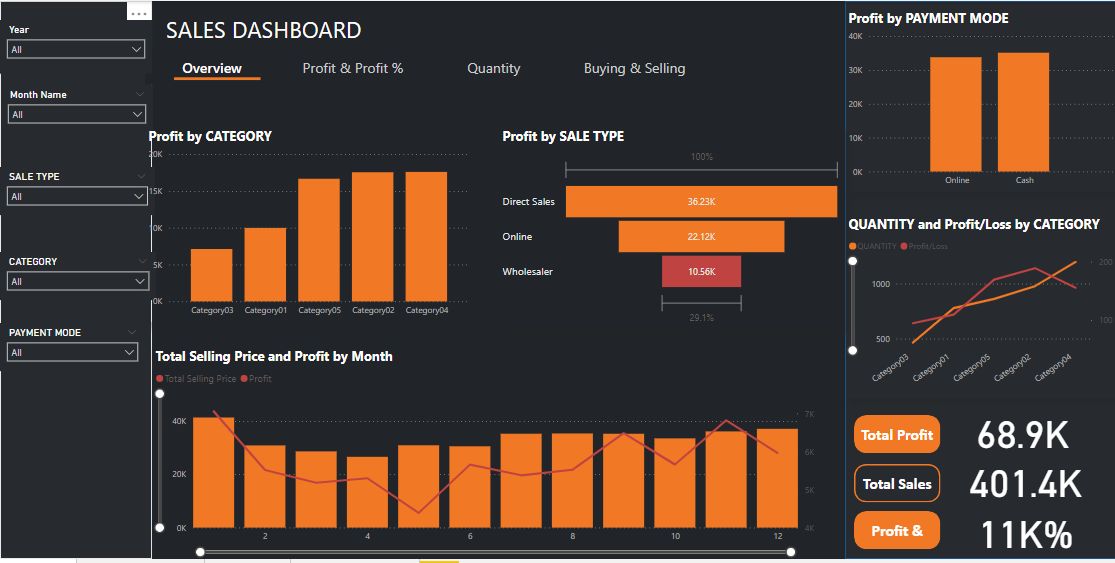 Year
All
Month Name
All
SALE TYPE
All
CATEGORY
All
PAYMENT MODE
All
SALES DASHBOARD
Overview Profit & Profit % Quantity Buying & Selling
Profit by CATEGORY
20K
15K
10K
5K
0K
Category03 Category01 Category05 Category02 Category04
Profit by SALE TYPE
100%
Direct Sales 36.23K
Online 22.12K
Wholesaler 10.56K
29.1%
Total Selling Price and Profit by Month
Total Selling Price Profit
40K
20K
0K
7K
6K
5K
4K
2 4 6 8 10 12
Profit by PAYMENT MODE
40K
30K
20K
10K
0K
Online Cash
QUANTITY and Profit/Loss by CATEGORY
QUANTITY Profit/Loss
1000
500
200
100
Category03 Category01 Category05 Category02 Category04
Total Profit 68.9K
Total Sales 401.4K
Profit & 11K%